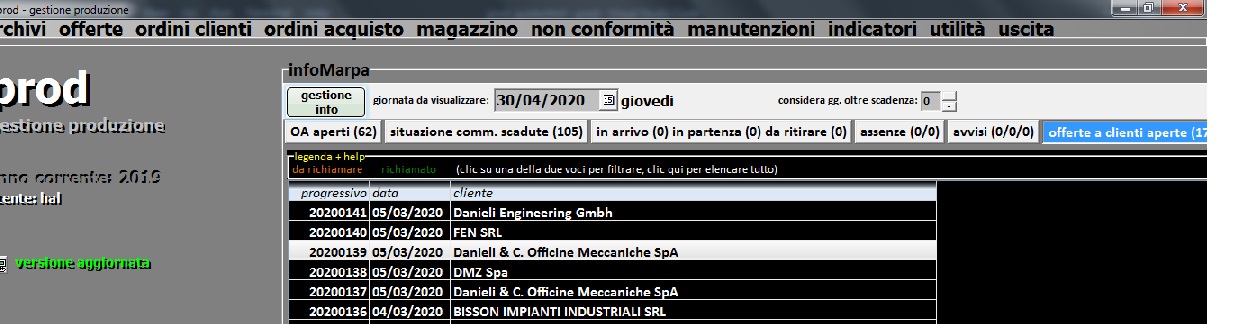 prod - gestione produzione
rchivi offerte ordini clienti ordini acquisto magazzino non conformità manutenzioni indicatori utilità uscita
infoMarpa
prod
gestione info
giornata da visualizzare: 30/04/2020 giovedì
considera gg. oltre scadenza: 0
gestione produzione
OA aperti (62) situazione comm. scadute (105) in arrivo (0) in partenza (0) da ritirare (0) assenze (0/0) avvisi (0/0/0) offerte a clienti aperte (17
legenda + help
da richiamare richiamato (clic su una della due voci per filtrare, clic qui per elencare tutto)
nno corrente: 2019
tente: hal
progressivo data cliente
20200141 05/03/2020 Danieli Engineering Gmbh
20200140 05/03/2020 FEN SRL
20200139 05/03/2020 Danieli & C. Officine Meccaniche SpA
versione aggiornata
20200138 05/03/2020 DMZ Spa
20200137 05/03/2020 Danieli & C. Officine Meccaniche SpA
20200136 04/03/2020 BISSON IMPIANTI INDUSTRIALI SRL